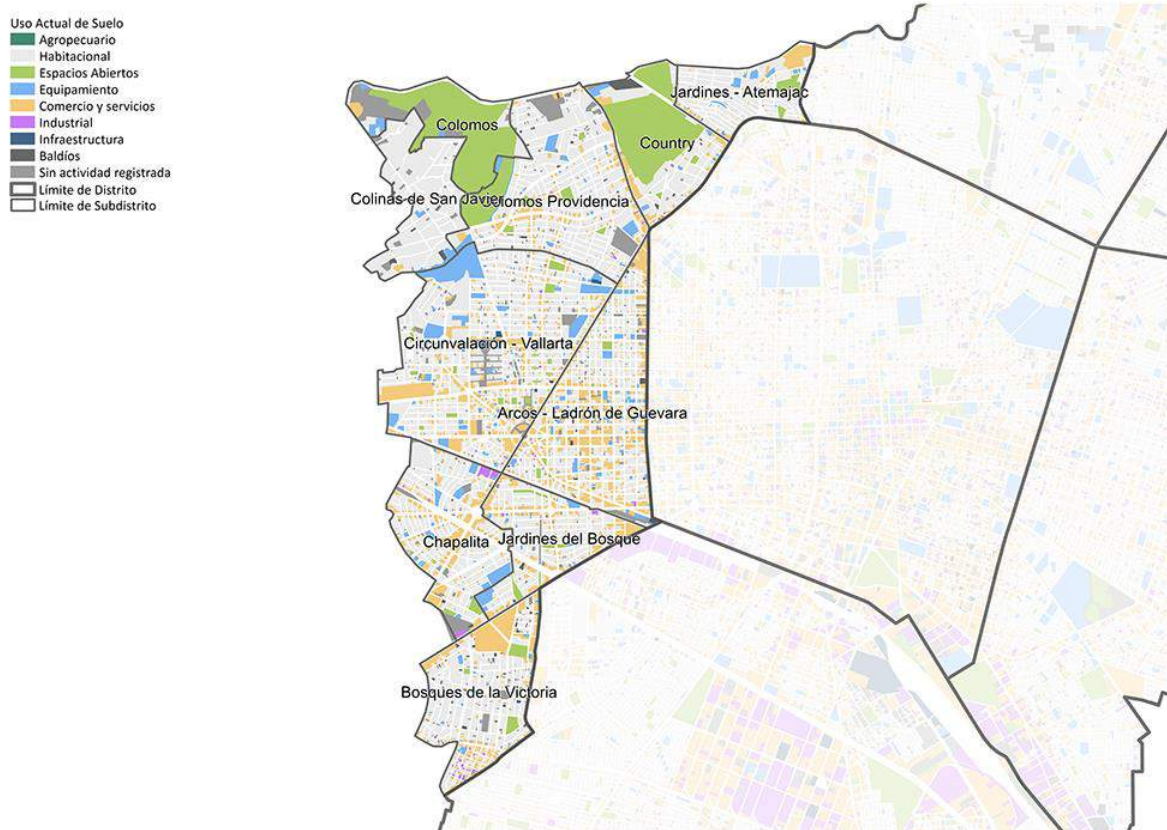 Uso Actual de Suelo
Agropecuario
Habitacional
Espacios Abiertos
Equipamiento
Comercio y servicios
Industrial
Infraestructura
Baldíos
Sin actividad registrada
Límite de Distrito
Límite de Subdistrito
Jardines - Atemajac
Colomos
Country
Colinas de San Javier
Colomos Providencia
Circunvalación - Vallarta
Arcos - Ladrón de Guevara
Chapalita
Jardines del Bosque
Bosques de la Victoria